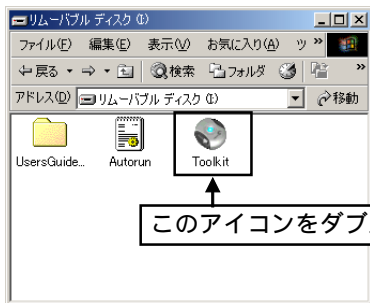 リムーバブル ディスク (I:)
ファイル(F) 編集(E) 表示(V) お気に入り(A) ツ »
戻る 検索 フォルダ »
アドレス(D) リムーバブル ディスク (I:) 移動
UsersGuide... Autorun Toolkit
このアイコンをダブ